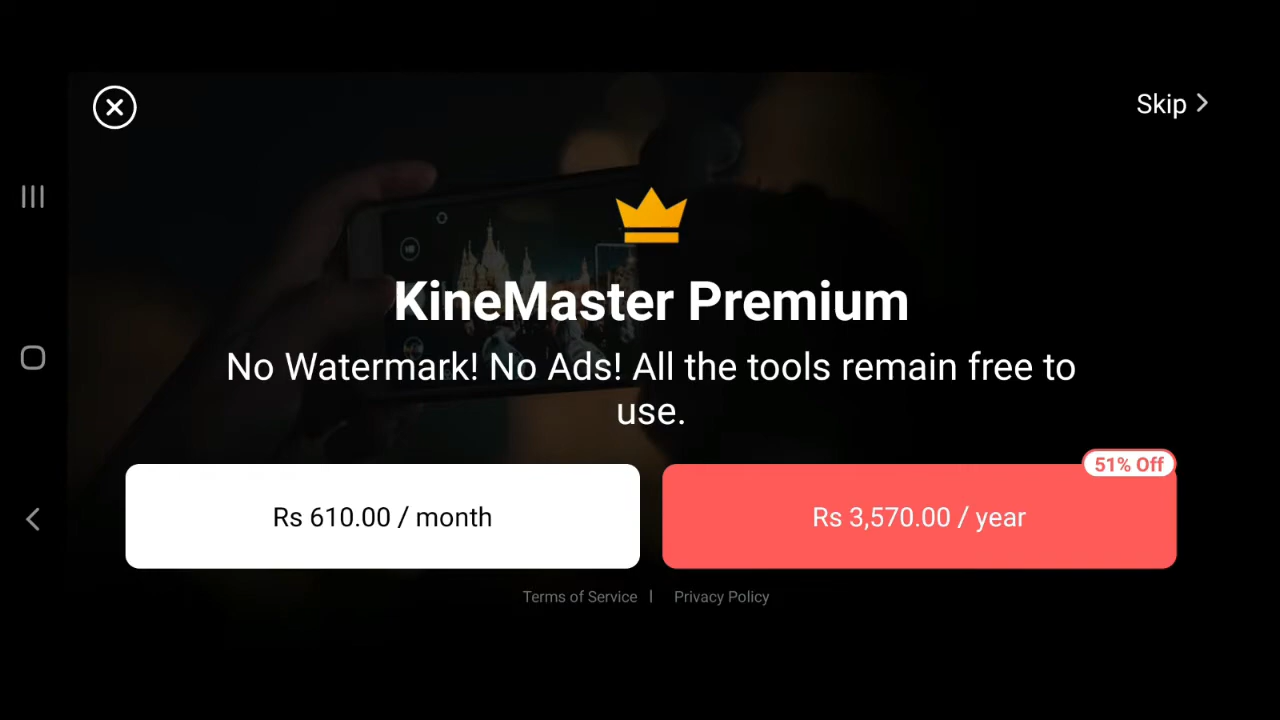 Skip
KineMaster Premium
No Watermark! No Ads! All the tools remain free to
use.
51% Off
Rs 610.00 / month
Rs 3,570.00 / year
Terms of Service | Privacy Policy